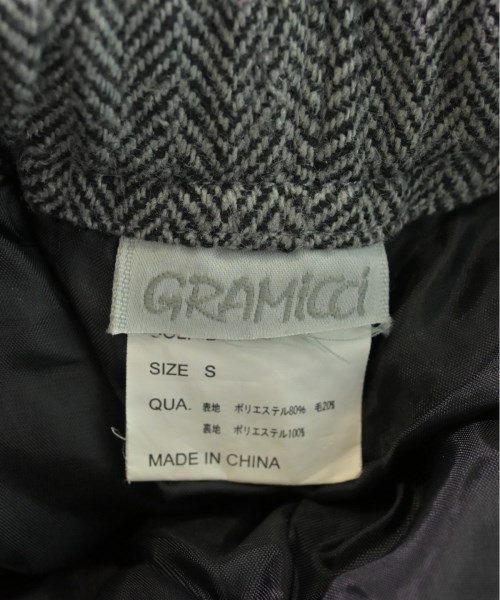 GRAMiCCi
SIZE S
QUA. 表地 ポリエステル80% 毛20%
裏地 ポリエステル100%
MADE IN CHINA